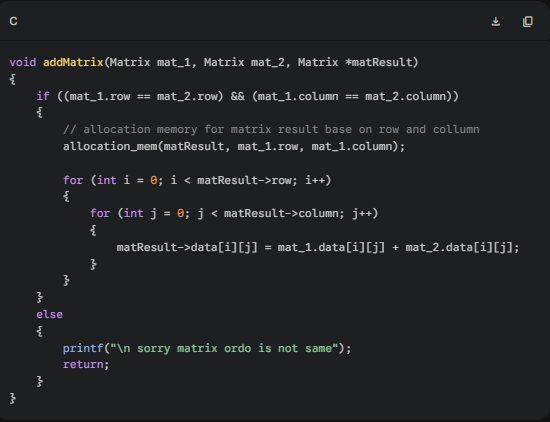 C
void addMatrix(Matrix mat_1, Matrix mat_2, Matrix *matResult)
{
    if ((mat_1.row == mat_2.row) && (mat_1.column == mat_2.column))
    {
        // allocation memory for matrix result base on row and collumn
        allocation_mem(matResult, mat_1.row, mat_1.column);

        for (int i = 0; i < matResult->row; i++)
        {
            for (int j = 0; j < matResult->column; j++)
            {
                matResult->data[i][j] = mat_1.data[i][j] + mat_2.data[i][j];
            }
        }
    }
    else
    {
        printf("\n sorry matrix ordo is not same");
        return;
    }
}